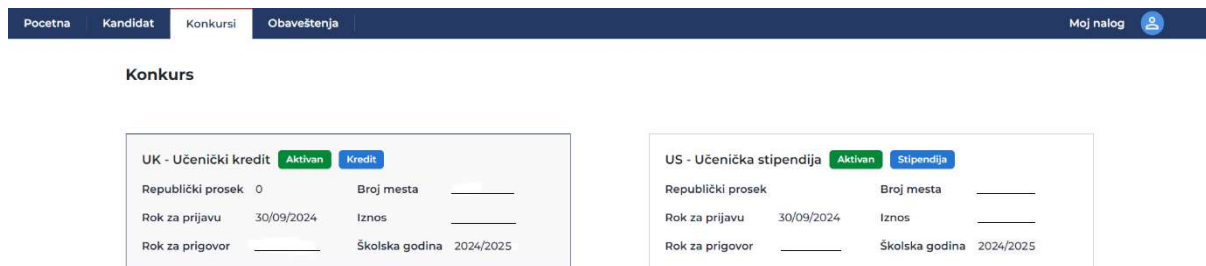 Pocetna Kandidat Konkursi Obaveštenja Moj nalog
Konkurs
UK - Učenički kredit Aktivan Kredit
Republički prosek 0 Broj mesta
Rok za prijavu 30/09/2024 Iznos
Rok za prigovor Školska godina 2024/2025
US - Učenička stipendija Aktivan Stipendija
Republički prosek Broj mesta
Rok za prijavu 30/09/2024 Iznos
Rok za prigovor Školska godina 2024/2025